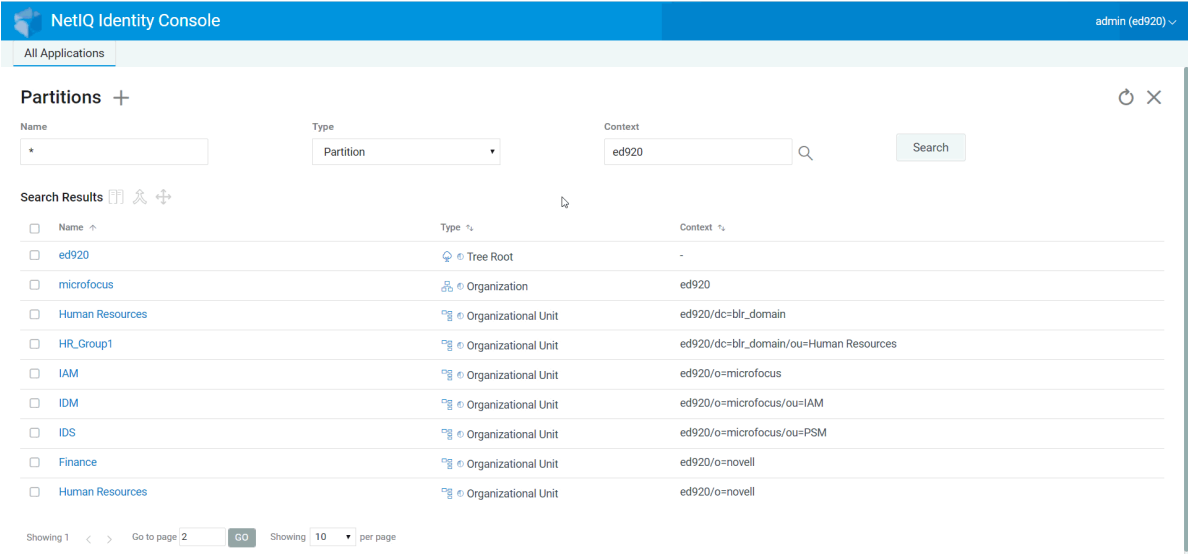 NetIQ Identity Console
admin (ed920)
All Applications
Partitions
Name Type Context
* Partition ed920 Search
Search Results
Name Type Context
ed920 Tree Root -
microfocus Organization ed920
Human Resources Organizational Unit ed920/dc=blr_domain
HR_Group1 Organizational Unit ed920/dc=blr_domain/ou=Human Resources
IAM Organizational Unit ed920/o=microfocus
IDM Organizational Unit ed920/o=microfocus/ou=IAM
IDS Organizational Unit ed920/o=microfocus/ou=PSM
Finance Organizational Unit ed920/o=novell
Human Resources Organizational Unit ed920/o=novell
Showing 1 Go to page 2 GO Showing 10 per page